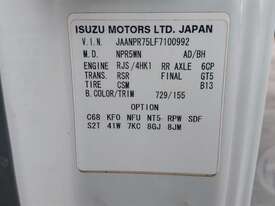 ISUZU MOTORS LTD. JAPAN
V.I.N. JAANPR75LF7100992
M.D. NPR5WN AD/BH
ENGINE RJS/4HK1 RR AXLE 6CP
TRANS. RSR FINAL GT5
TIRE CSM B13
B.COLOR/TRIM 729/155
OPTION
C68 KF0 NFU NT5 RPW SDF
S2T 41W 7KC 8GJ 8JM